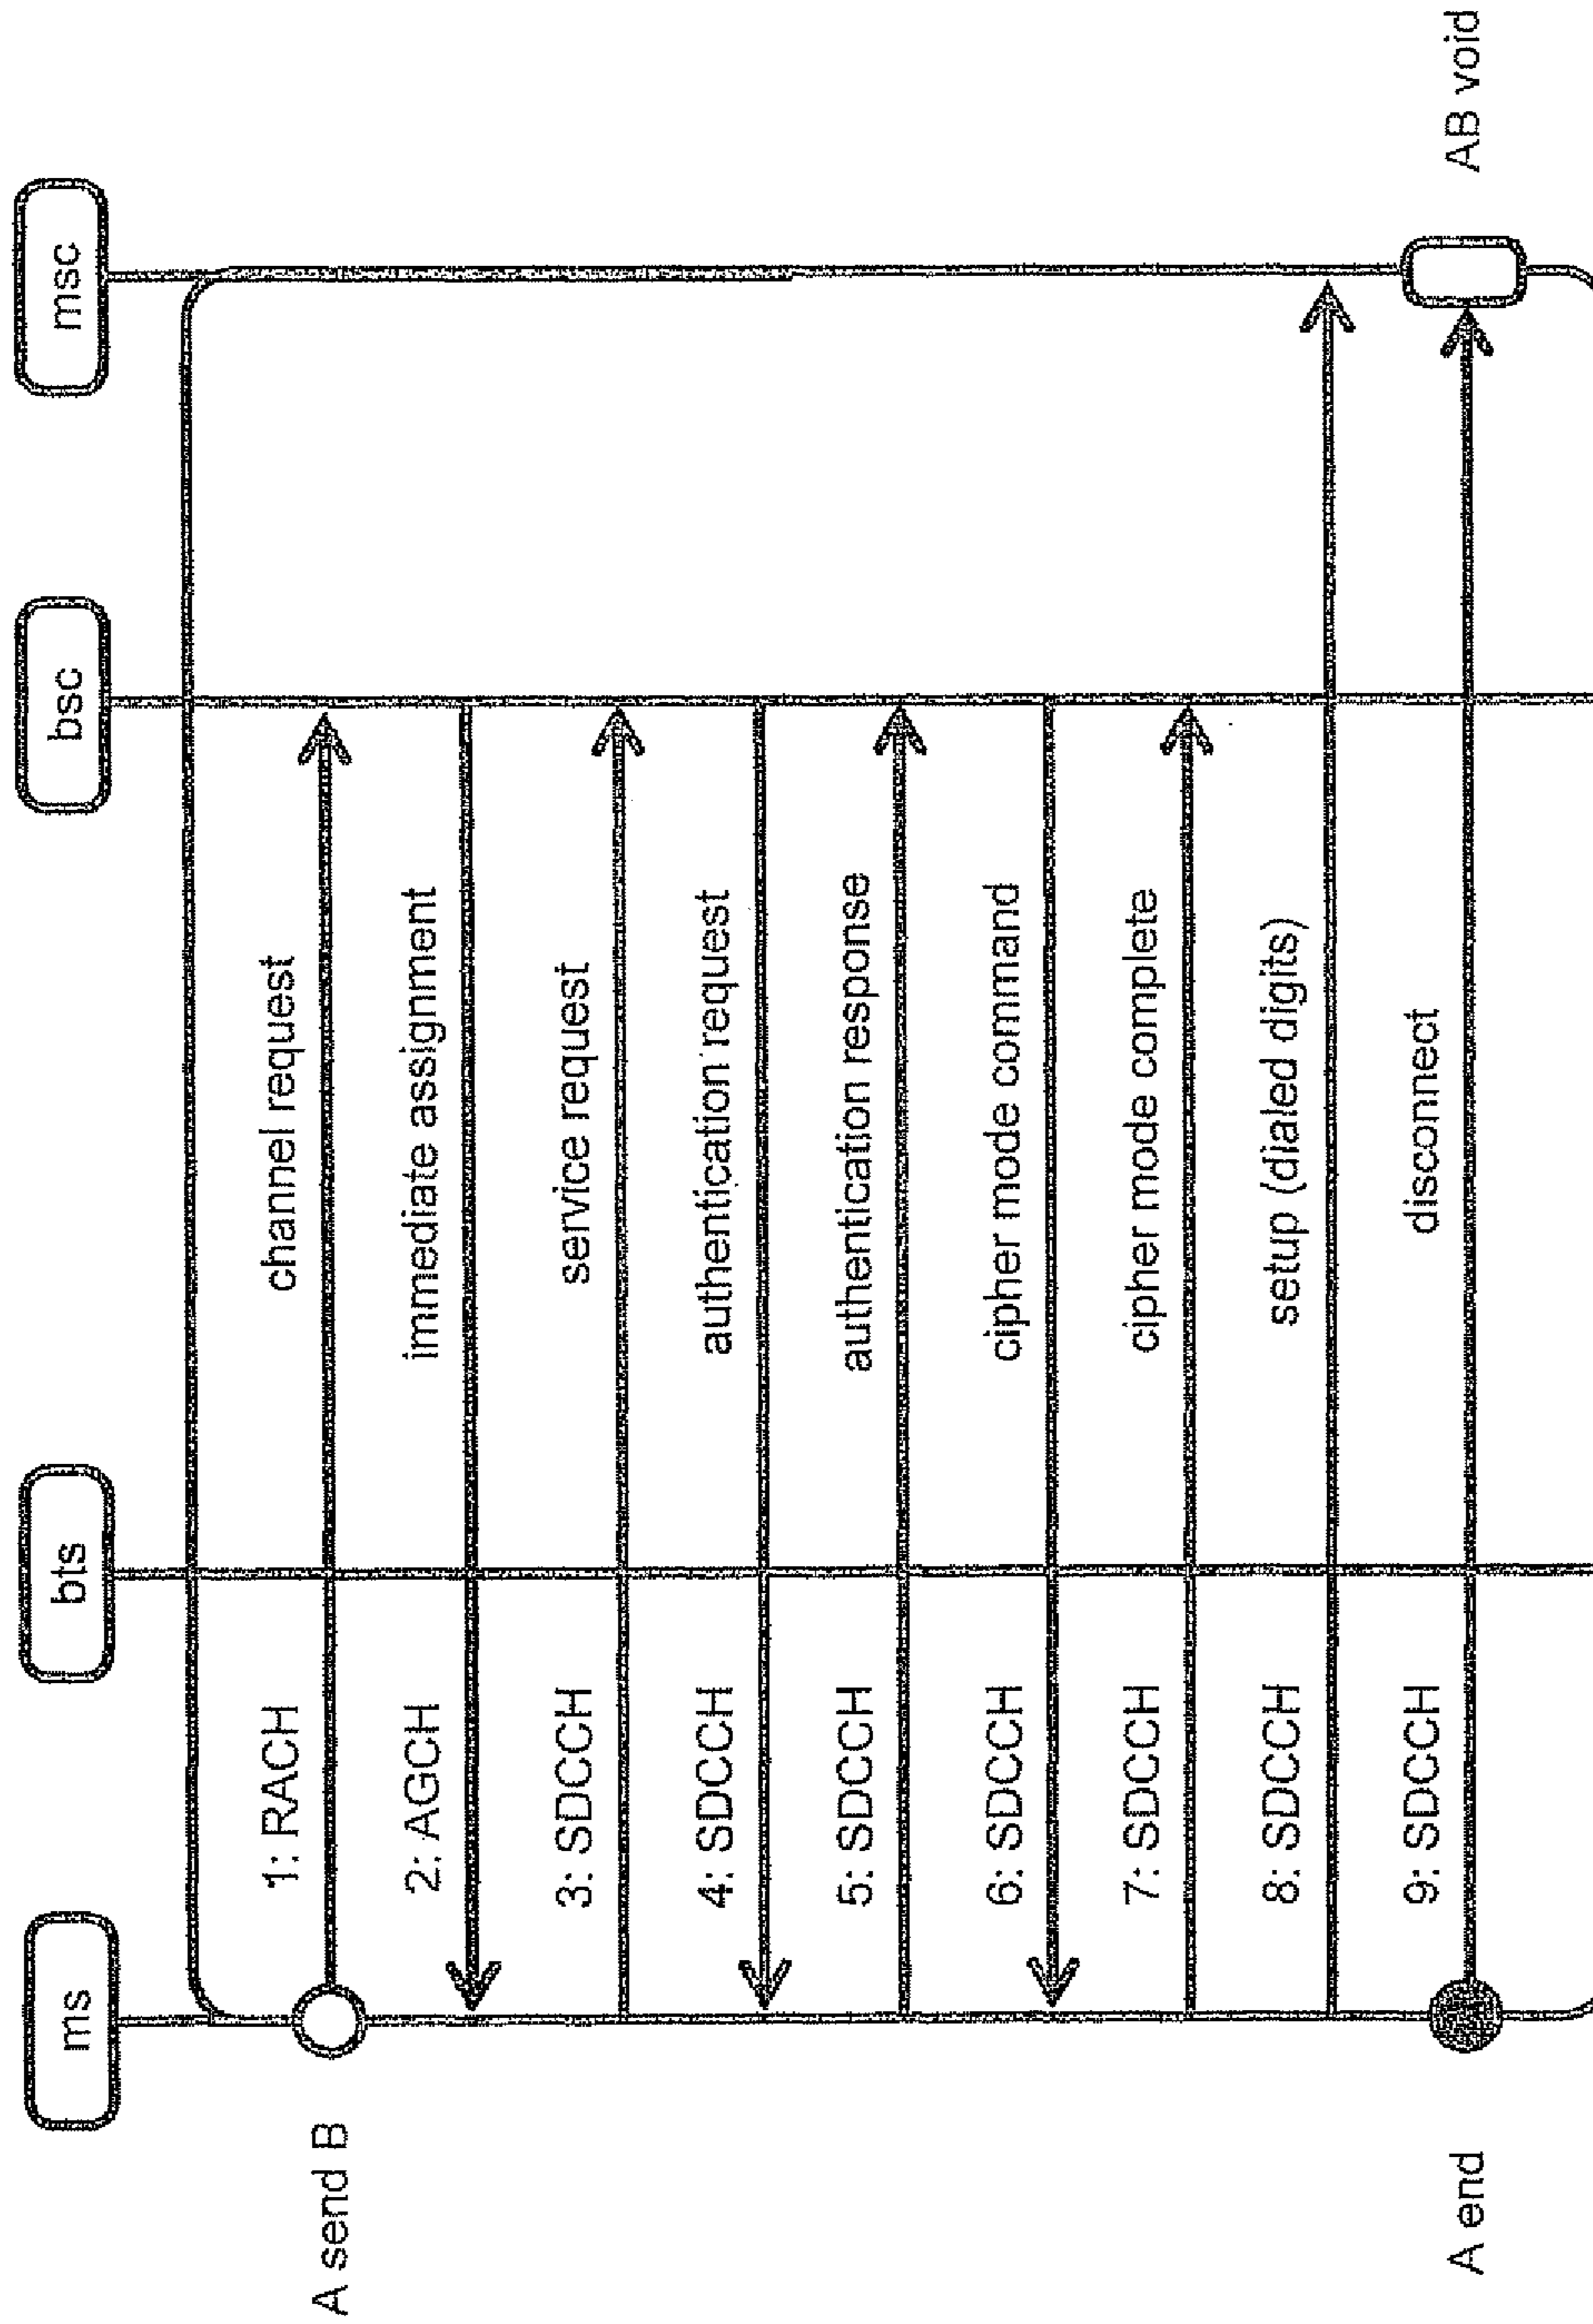 ms
bts
bsc
msc
A send B
1: RACH
channel request
2: AGCH
immediate assignment
3: SDCCH
service request
4: SDCCH
authentication request
5: SDCCH
authentication response
6: SDCCH
cipher mode command
7: SDCCH
cipher mode complete
8: SDCCH
setup (dialed digits)
A end
9: SDCCH
disconnect
AB void